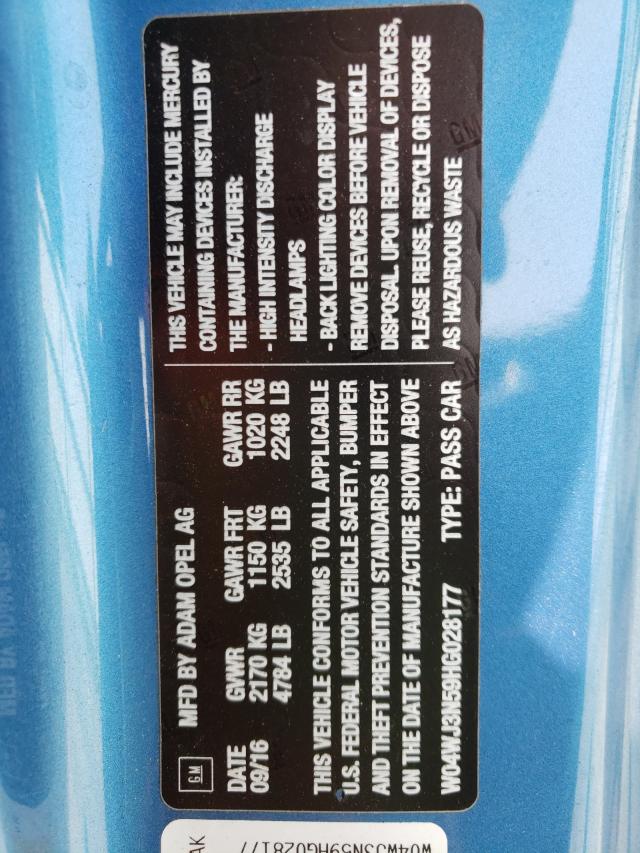 GM
MFD BY ADAM OPEL AG
DATE GVWR GAWR FRT GAWR RR
09/16 2170 KG 1150 KG 1020 KG
4784 LB 2535 LB 2248 LB
THIS VEHICLE CONFORMS TO ALL APPLICABLE
U.S. FEDERAL MOTOR VEHICLE SAFETY, BUMPER
AND THEFT PREVENTION STANDARDS IN EFFECT
ON THE DATE OF MANUFACTURE SHOWN ABOVE
W04WJ3N59HG028177 TYPE: PASS CAR
THIS VEHICLE MAY INCLUDE MERCURY
CONTAINING DEVICES INSTALLED BY
THE MANUFACTURER:
- HIGH INTENSITY DISCHARGE
HEADLAMPS
- BACK LIGHTING COLOR DISPLAY
REMOVE DEVICES BEFORE VEHICLE
DISPOSAL. UPON REMOVAL OF DEVICES,
PLEASE REUSE, RECYCLE OR DISPOSE
AS HAZARDOUS WASTE
AK
W04WJ3N59HG028177